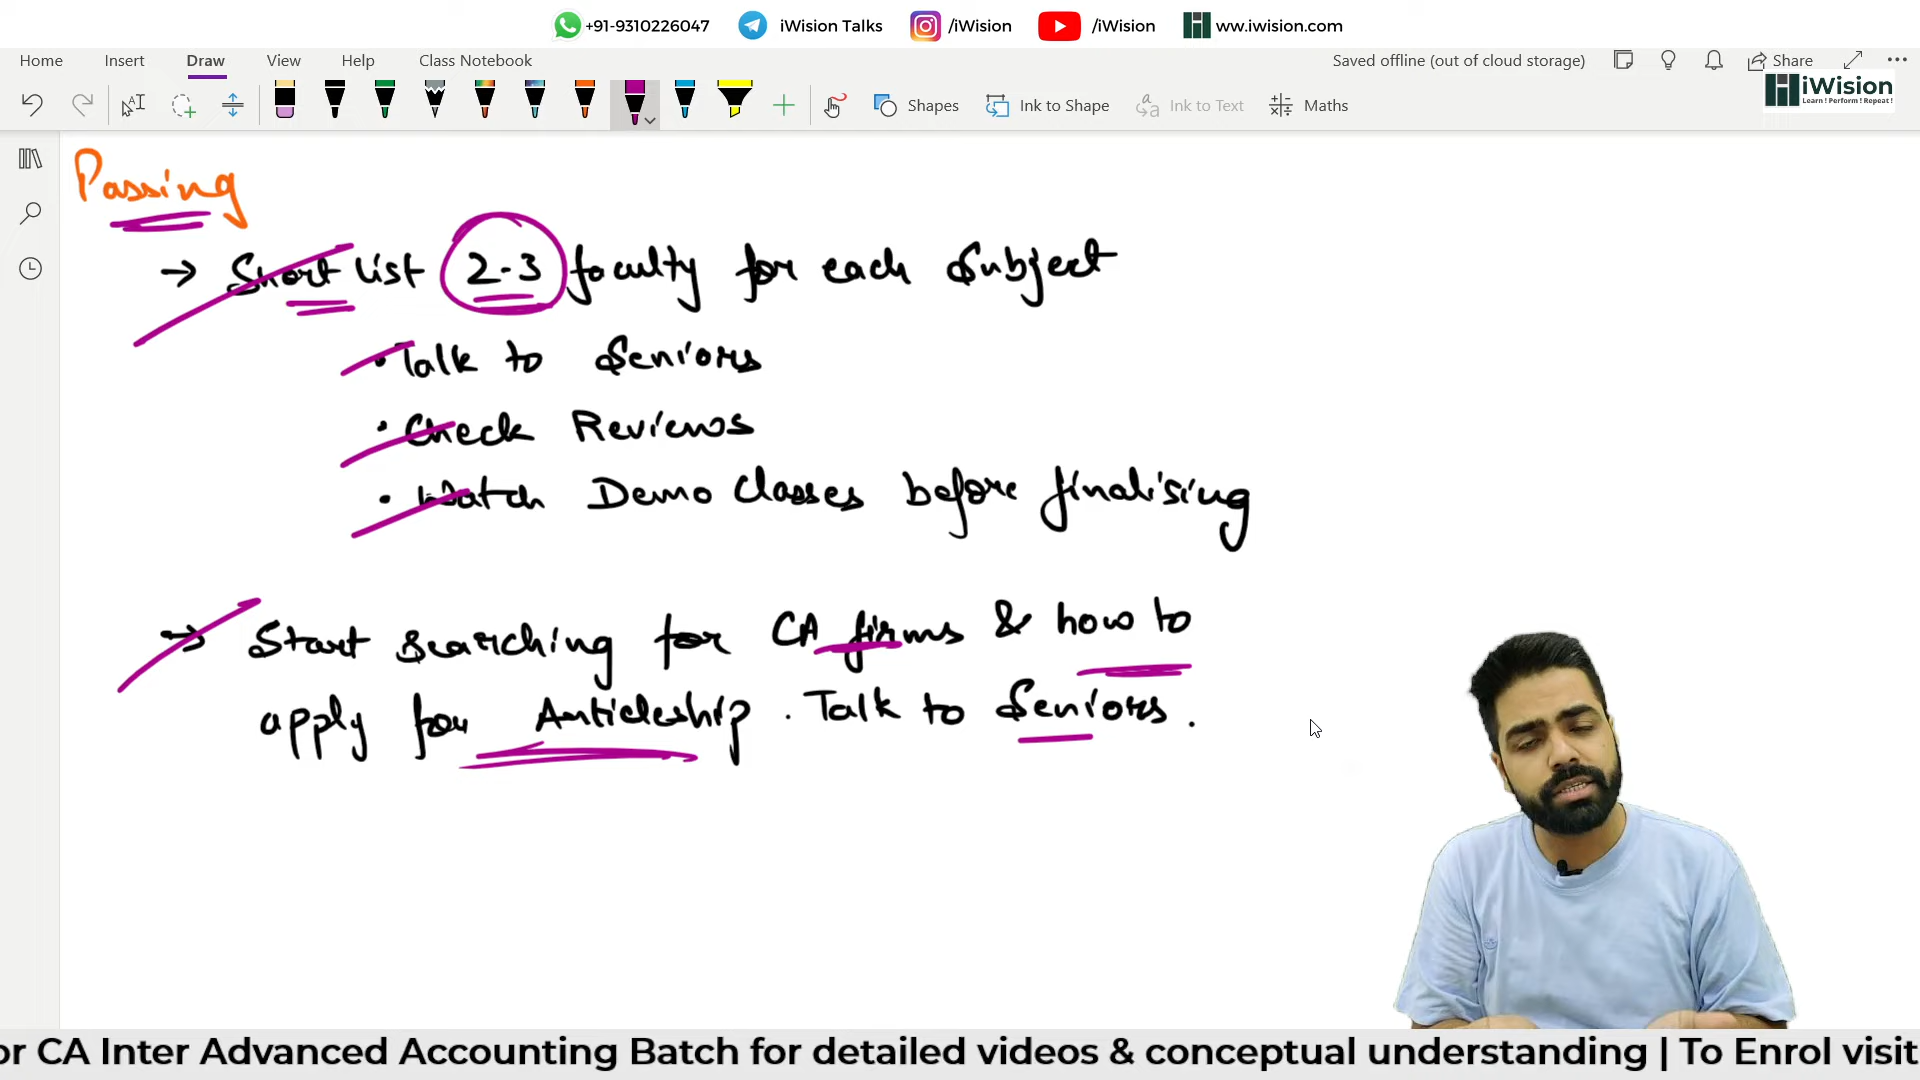 +91-9310226047 iWision Talks /iWision /iWision ww.iwision.com
Home Insert Draw View Help Class Notebook Saved offline (out of cloud storage) Share
Shapes Ink to Shape Ink to Text Maths
iWision
Learn ! Perform ! Repeat !
Passing
→ Short list 2-3 faculty for each Subject
• Talk to Seniors
• Check Reviews
• Watch Demo Classes before finalising
→ Start searching for CA firms & how to
apply for Articleship. Talk to Seniors.
or CA Inter Advanced Accounting Batch for detailed videos & conceptual understanding | To Enrol visit